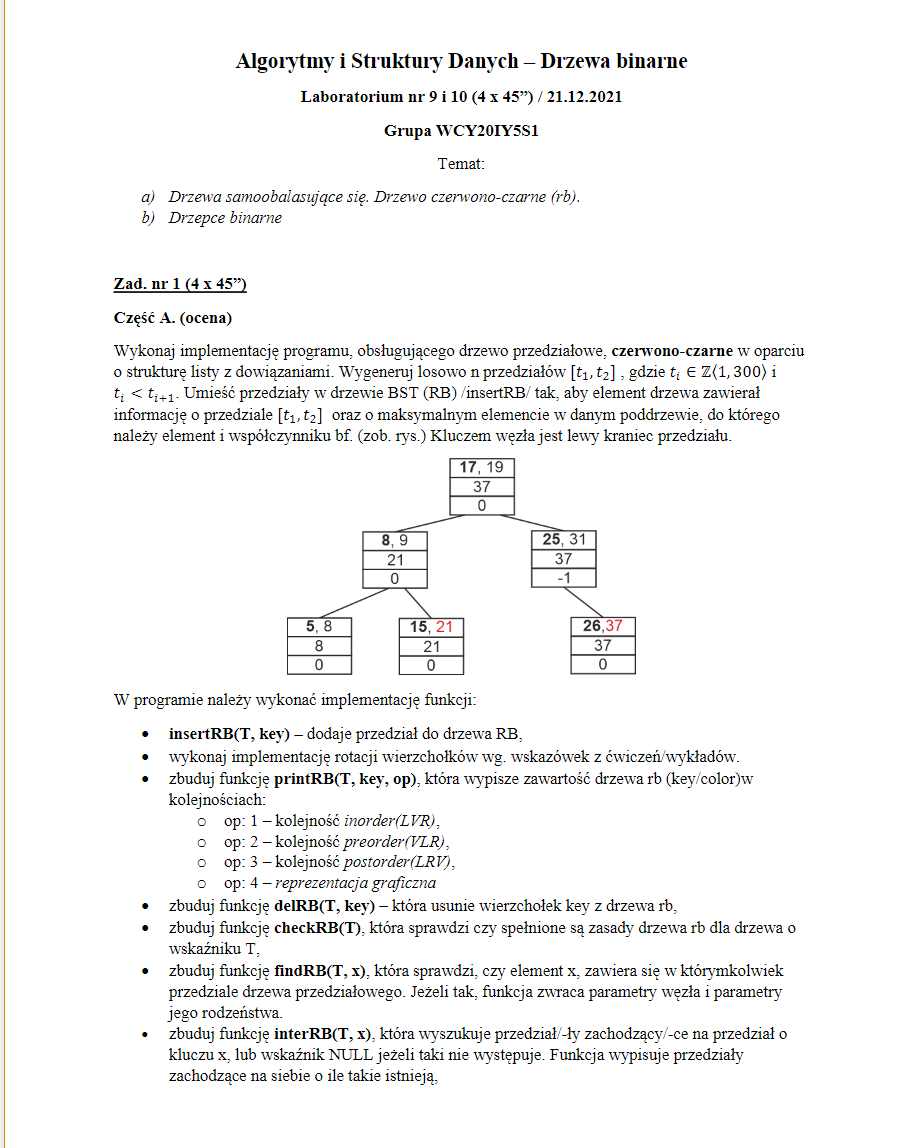 Algorytmy i Struktury Danych – Drzewa binarne
Laboratorium nr 9 i 10 (4 x 45”) / 21.12.2021
Grupa WCY20IY5S1
Temat:
a) Drzewa samoobalasujące się. Drzewo czerwono-czarne (rb).
b) Drzepce binarne
Zad. nr 1 (4 x 45”)
Część A. (ocena)
Wykonaj implementację programu, obsługującego drzewo przedziałowe, czerwono-czarne w oparciu
o strukturę listy z dowiązaniami. Wygeneruj losowo n przedziałów [t₁, t₂] , gdzie tᵢ ∈ ℤ⟨1, 300⟩ i
tᵢ < tᵢ₊₁. Umieść przedziały w drzewie BST (RB) /insertRB/ tak, aby element drzewa zawierał
informację o przedziale [t₁, t₂] oraz o maksymalnym elemencie w danym poddrzewie, do którego
należy element i współczynniku bf. (zob. rys.) Kluczem węzła jest lewy kraniec przedziału.
17, 19
37
0
8, 9
21
0
25, 31
37
-1
5, 8
8
0
15, 21
21
0
26,37
37
0
W programie należy wykonać implementację funkcji:
• insertRB(T, key) – dodaje przedział do drzewa RB,
• wykonaj implementację rotacji wierzchołków wg. wskazówek z ćwiczeń/wykładów.
• zbuduj funkcję printRB(T, key, op), która wypisze zawartość drzewa rb (key/color)w
kolejnościach:
o op: 1 – kolejność inorder(LVR),
o op: 2 – kolejność preorder(VLR),
o op: 3 – kolejność postorder(LRV),
o op: 4 – reprezentacja graficzna
• zbuduj funkcję delRB(T, key) – która usunie wierzchołek key z drzewa rb,
• zbuduj funkcję checkRB(T), która sprawdzi czy spełnione są zasady drzewa rb dla drzewa o
wskaźniku T,
• zbuduj funkcję findRB(T, x), która sprawdzi, czy element x, zawiera się w którymkolwiek
przedziale drzewa przedziałowego. Jeżeli tak, funkcja zwraca parametry węzła i parametry
jego rodzeństwa.
• zbuduj funkcję interRB(T, x), która wyszukuje przedział/-ły zachodzący/-ce na przedział o
kluczu x, lub wskaźnik NULL jeżeli taki nie występuje. Funkcja wypisuje przedziały
zachodzące na siebie o ile takie istnieją,